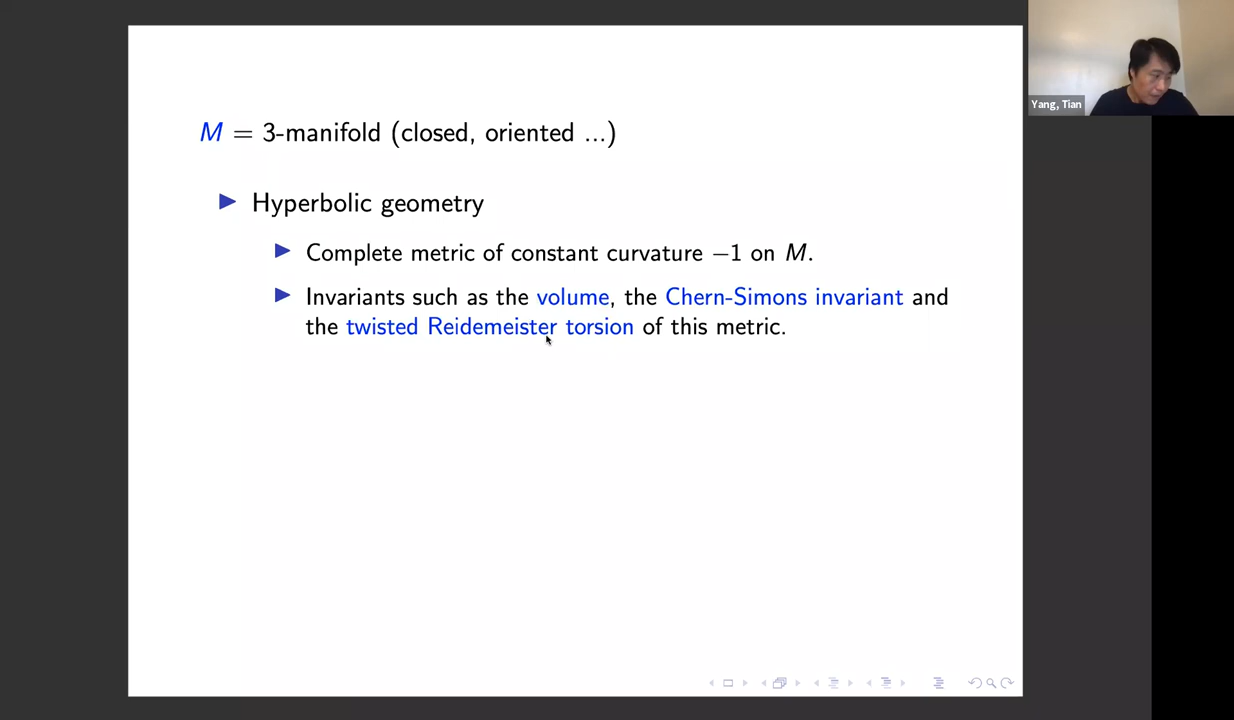 M = 3-manifold (closed, oriented ...)
Hyperbolic geometry
Complete metric of constant curvature −1 on M.
Invariants such as the volume, the Chern-Simons invariant and
the twisted Reidemeister torsion of this metric.
Yang, Tian